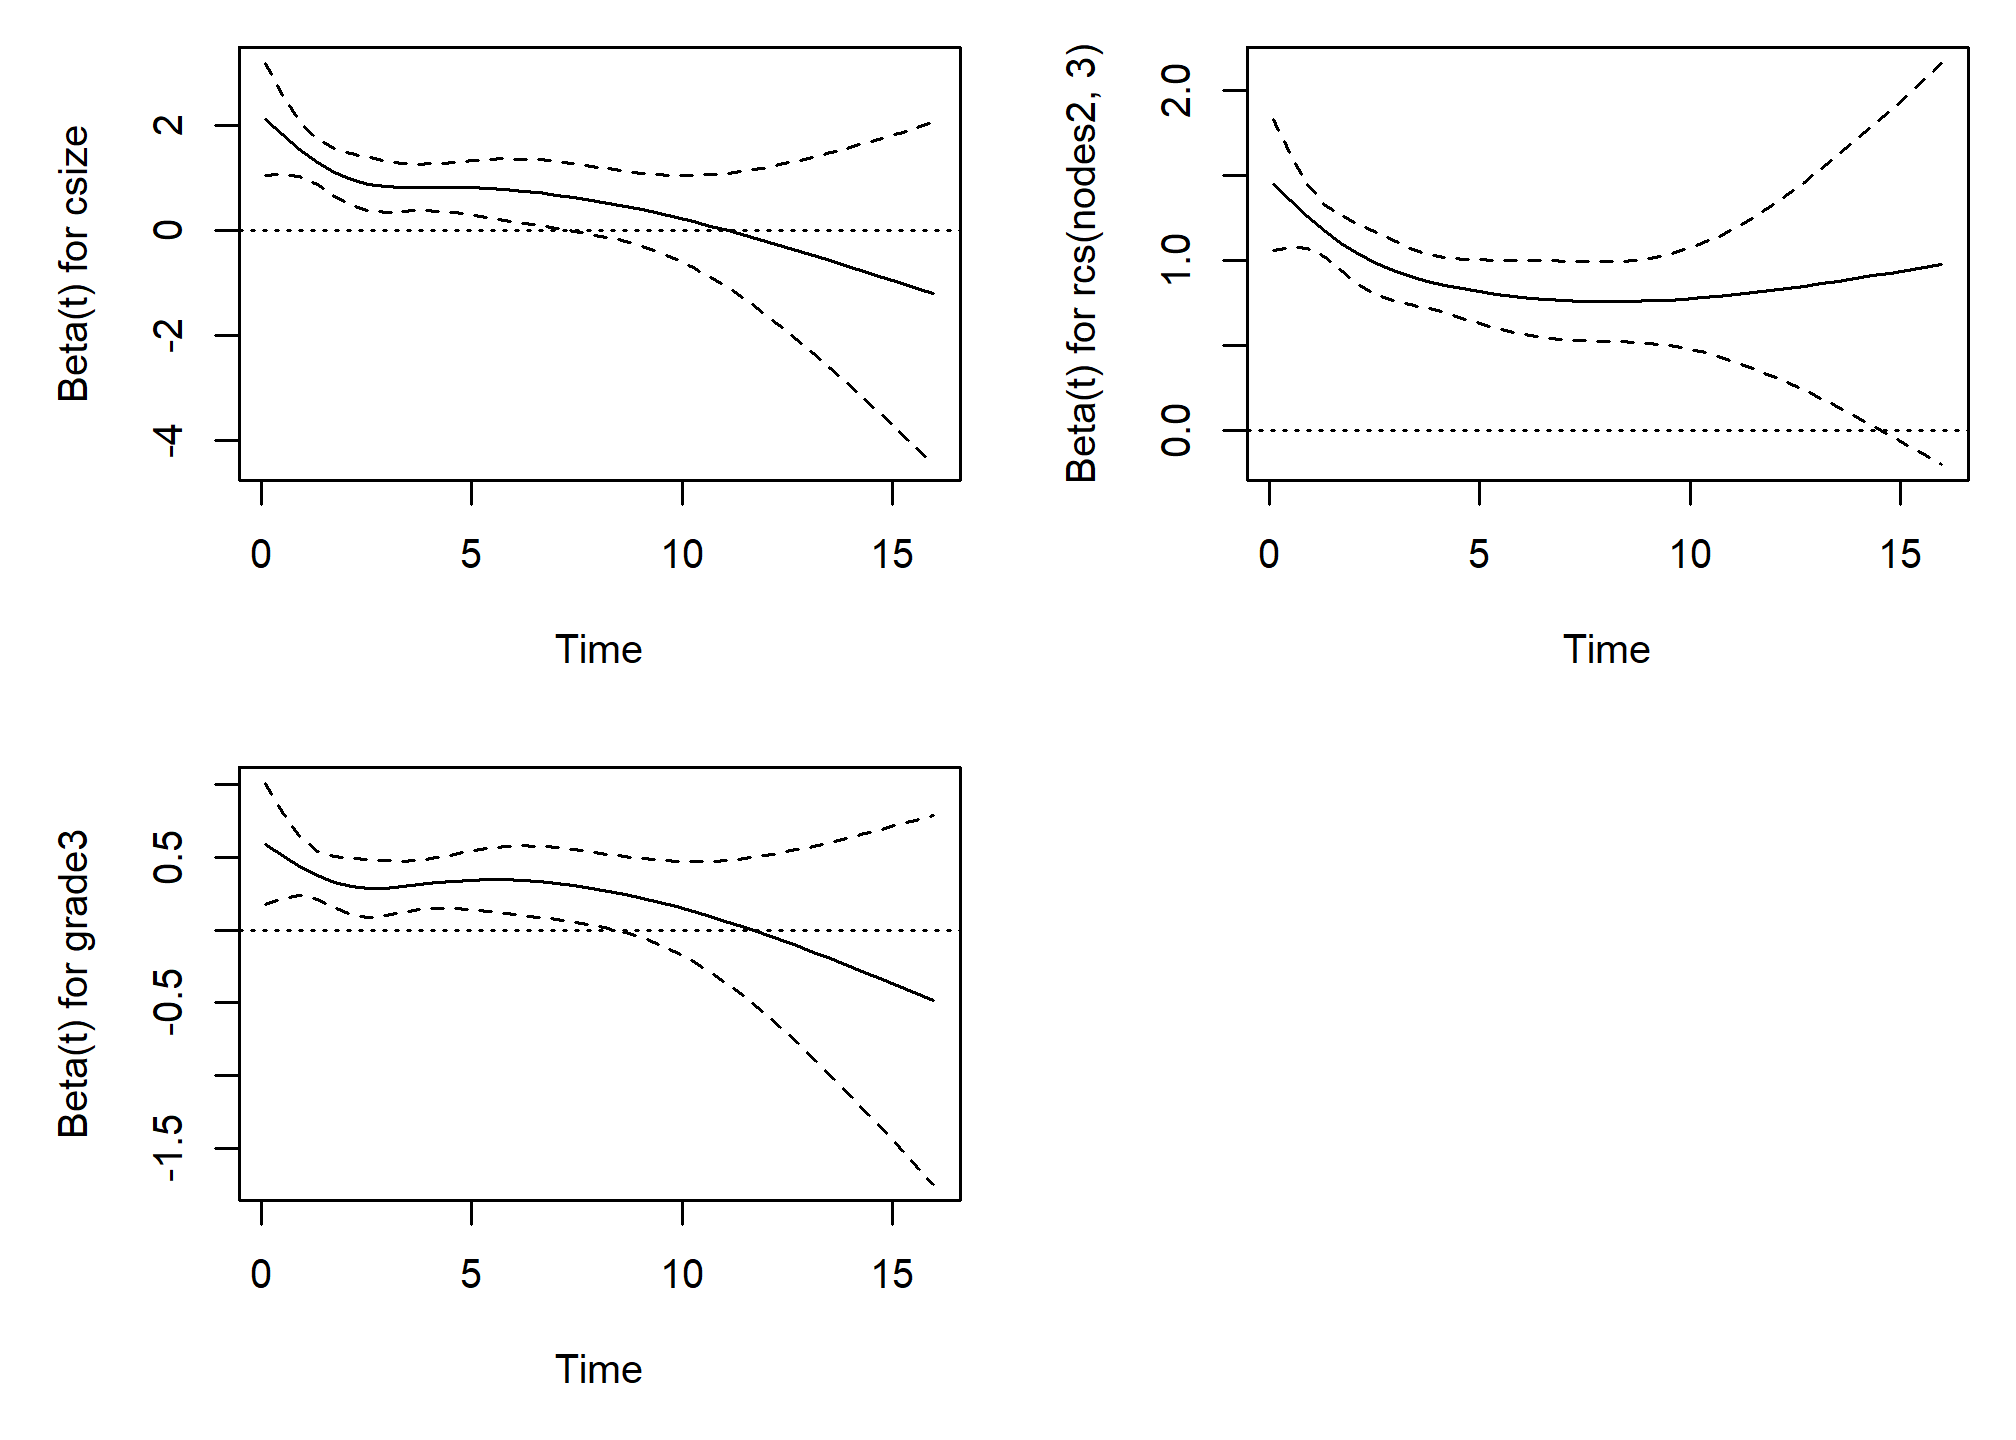 Beta(t) for csize
2
0
-2
-4
0 5 10 15
Time
Beta(t) for rcs(nodes2, 3)
2.0
1.0
0.0
0 5 10 15
Time
Beta(t) for grade3
0.5
-0.5
-1.5
0 5 10 15
Time